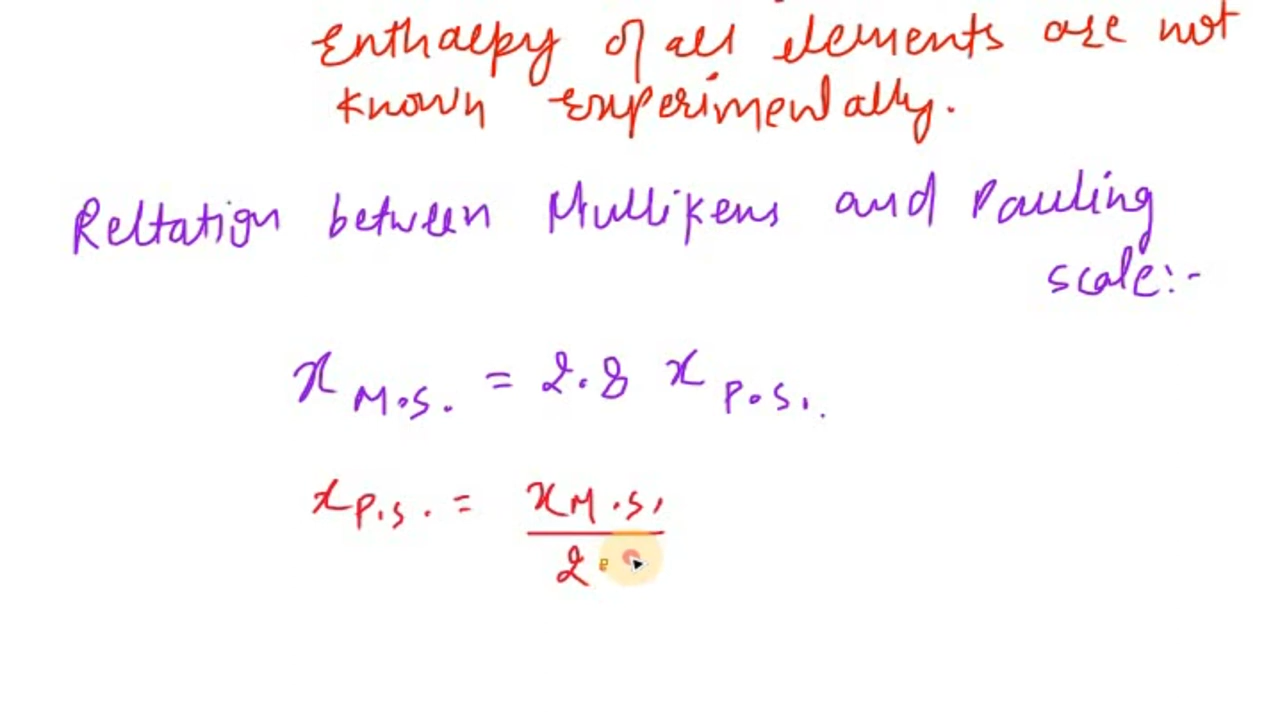 Enthalpy of all elements are not
known experimentally.
Reltation between Mullikens and Pauling
scale:-
x M.S. = 2.8 x P.S.
x P.S. = x M.S.
2.